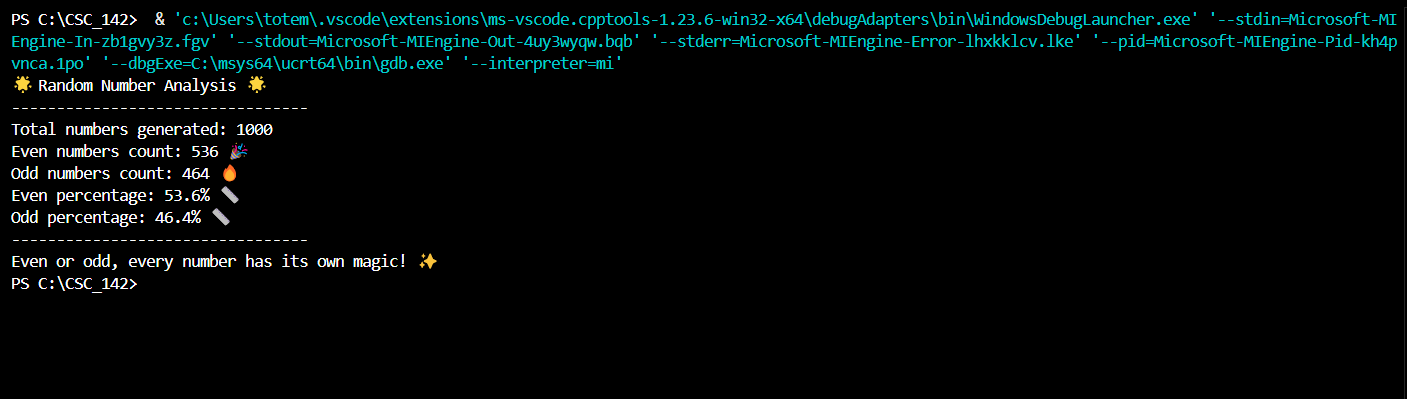 PS C:\CSC_142>  & 'c:\Users\totem\.vscode\extensions\ms-vscode.cpptools-1.23.6-win32-x64\debugAdapters\bin\WindowsDebugLauncher.exe' '--stdin=Microsoft-MI
Engine-In-zb1gvy3z.fgv' '--stdout=Microsoft-MIEngine-Out-4uy3wyqw.bqb' '--stderr=Microsoft-MIEngine-Error-lhxkklcv.lke' '--pid=Microsoft-MIEngine-Pid-kh4p
vnca.1po' '--dbgExe=C:\msys64\ucrt64\bin\gdb.exe' '--interpreter=mi'
🌟 Random Number Analysis 🌟
---------------------------------
Total numbers generated: 1000
Even numbers count: 536 🎉
Odd numbers count: 464 🔥
Even percentage: 53.6% 📏
Odd percentage: 46.4% 📏
---------------------------------
Even or odd, every number has its own magic! ✨
PS C:\CSC_142>